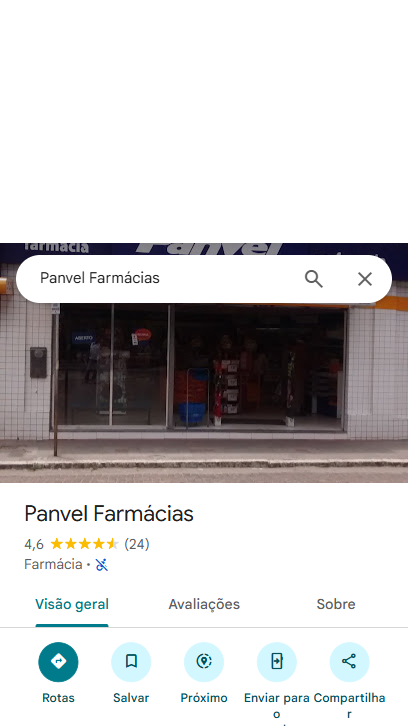 farmácia Panvel
Panvel Farmácias
ABERTO
Panvel Farmácias
4,6 (24)
Farmácia ·
Visão geral Avaliações Sobre
Rotas Salvar Próximo Enviar para o Compartilhar